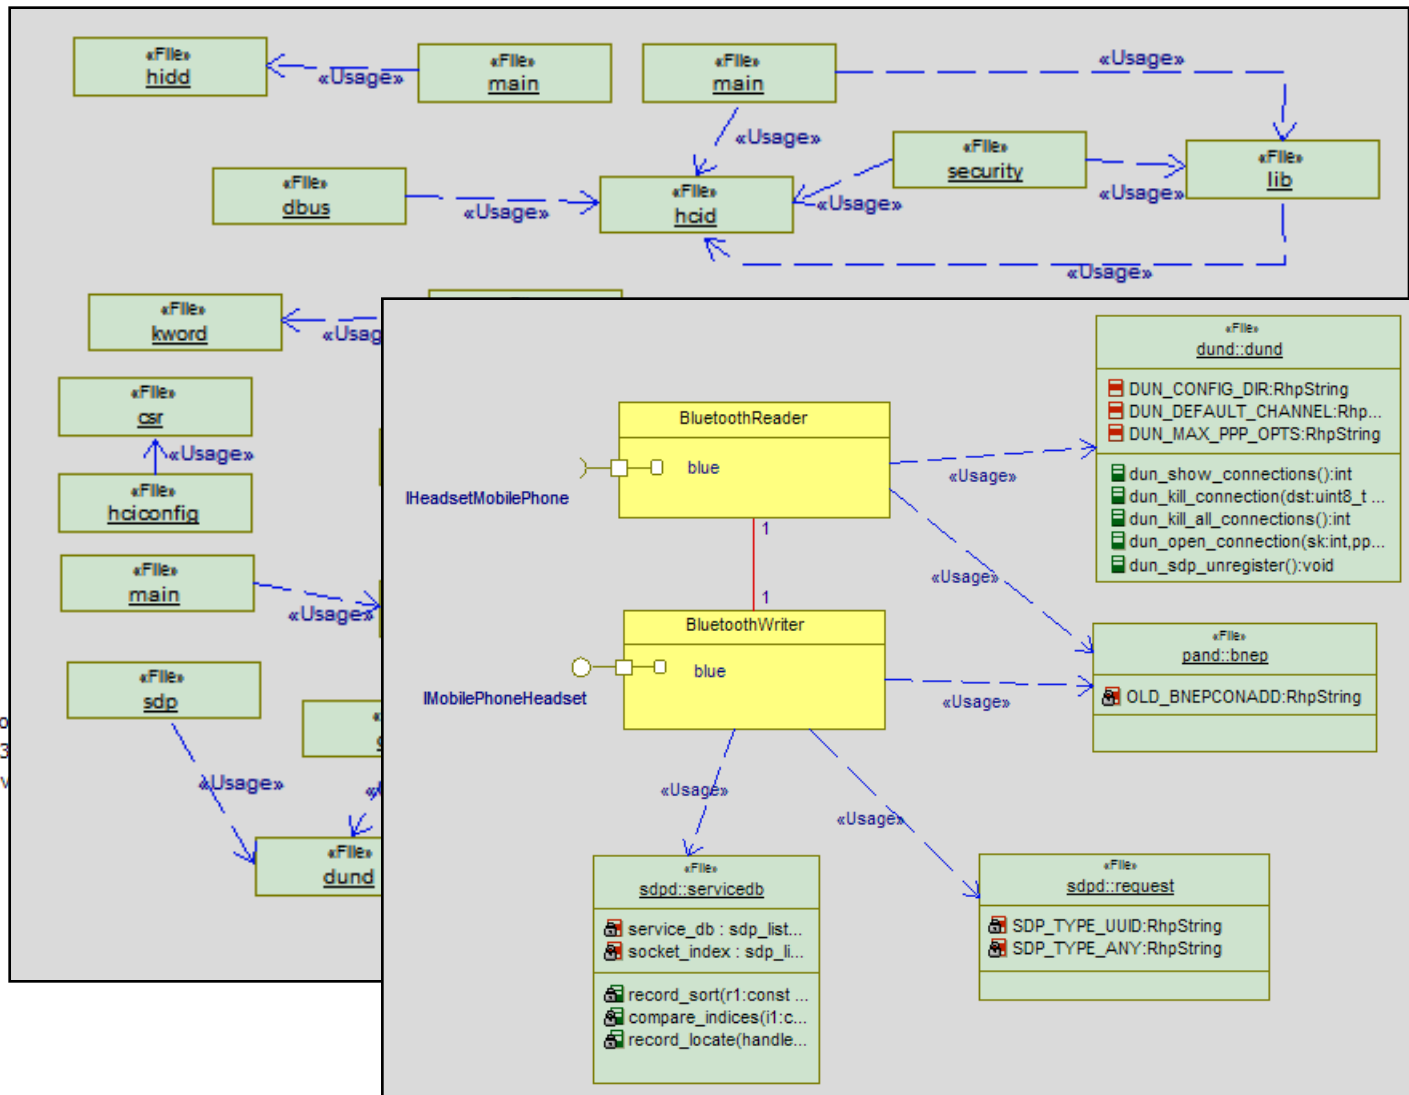 «File»
hidd
«Usage»
«File»
main
«File»
main
«Usage»
«Usage»
«File»
security
«File»
lib
«File»
dbus
«Usage»
«File»
hcid
«Usage»
«Usage»
«Usage»
«File»
kword
«Usag
«File»
csr
«Usage»
«File»
hciconfig
«File»
main
«Usage»
«File»
sdp
«Usage»
«File»
dund
BluetoothReader
blue
IHeadsetMobilePhone
1
1
BluetoothWriter
blue
IMobilePhoneHeadset
«Usage»
«Usage»
«Usage»
«Usage»
«Usage»
«File»
dund::dund
DUN_CONFIG_DIR:RhpString
DUN_DEFAULT_CHANNEL:Rhp...
DUN_MAX_PPP_OPTS:RhpString
dun_show_connections():int
dun_kill_connection(dst:uint8_t ...
dun_kill_all_connections():int
dun_open_connection(sk:int,pp...
dun_sdp_unregister():void
«File»
pand::bnep
OLD_BNEPCONADD:RhpString
«File»
sdpd::servicedb
service_db : sdp_list...
socket_index : sdp_li...
record_sort(r1:const ...
compare_indices(i1:c...
record_locate(handle...
«File»
sdpd::request
SDP_TYPE_UUID:RhpString
SDP_TYPE_ANY:RhpString